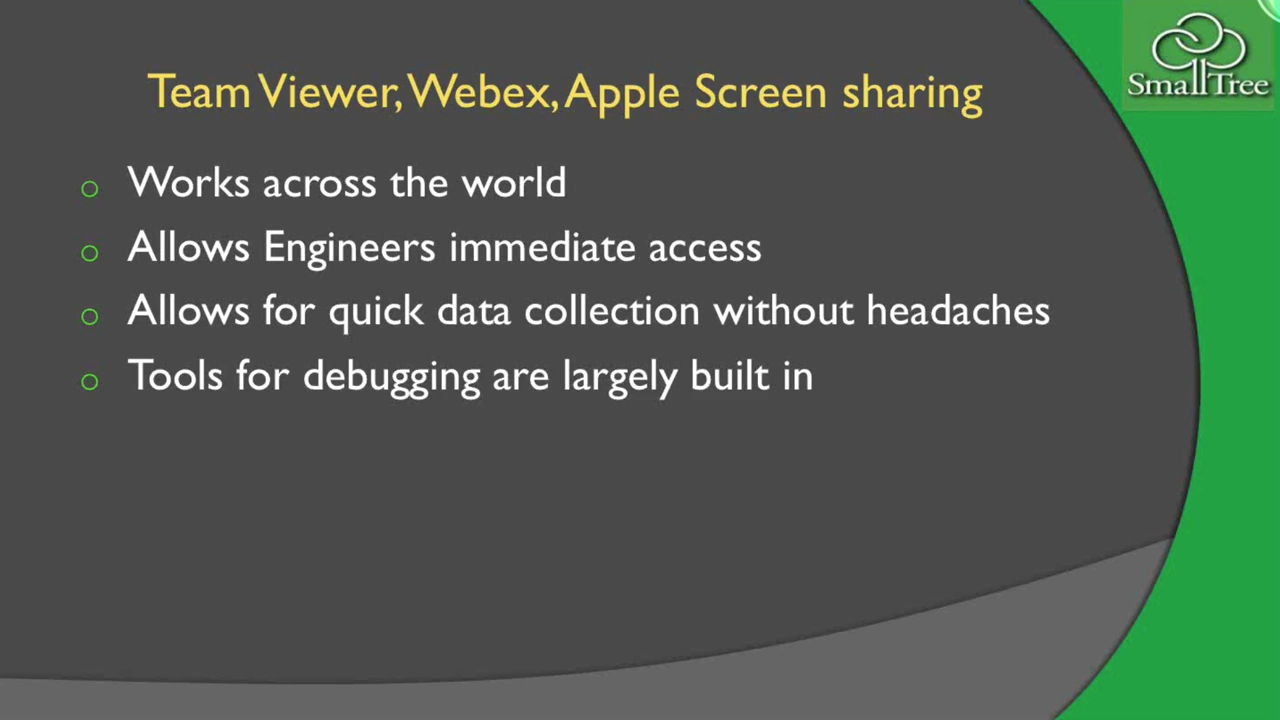 Team Viewer, Webex, Apple Screen sharing
SmallTree
o Works across the world
o Allows Engineers immediate access
o Allows for quick data collection without headaches
o Tools for debugging are largely built in